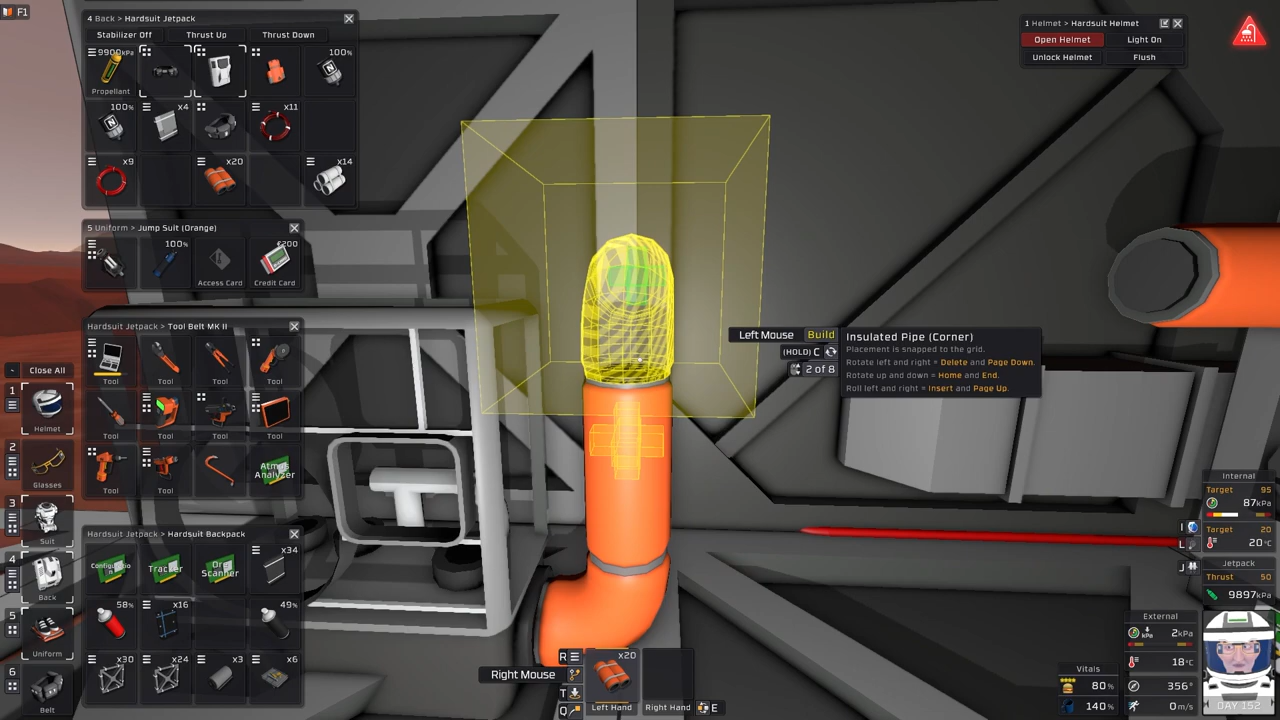 F1
4 Back > Hardsuit Jetpack
Stabilizer Off Thrust Up Thrust Down
9900kPa 100%
Propellant
100% x4 x11
x9 x20 x14
5 Uniform > Jump Suit (Orange)
100% €200
Access Card Credit Card
Hardsuit Jetpack > Tool Belt MK II
Tool Tool Tool Tool
Tool Tool Tool Tool
Tool Tool Atmos Analyzer
Hardsuit Jetpack > Hardsuit Backpack
Configuration Tracker Ore Scanner x34
58% x16 49%
x30 x24 x3 x6
- Close All
1
Helmet
2
Glasses
3
Suit
4
Back
5
Uniform
6
Belt
1 Helmet > Hardsuit Helmet
Open Helmet Light On
Unlock Helmet Flush
Left Mouse Build
(HOLD) C
2 of 8
Insulated Pipe (Corner)
Placement is snapped to the grid.
Rotate left and right = Delete and Page Down.
Rotate up and down = Home and End.
Roll left and right = Insert and Page Up.
Right Mouse
R
T
Q
x20
Left Hand Right Hand E
Internal
Target 95
87kPa
Target 20
20°C
I
L
J
Jetpack
Thrust 50
9897kPa
External
kPa 2kPa
18°C
356°
0m/s
Vitals
80%
140%
DAY 152